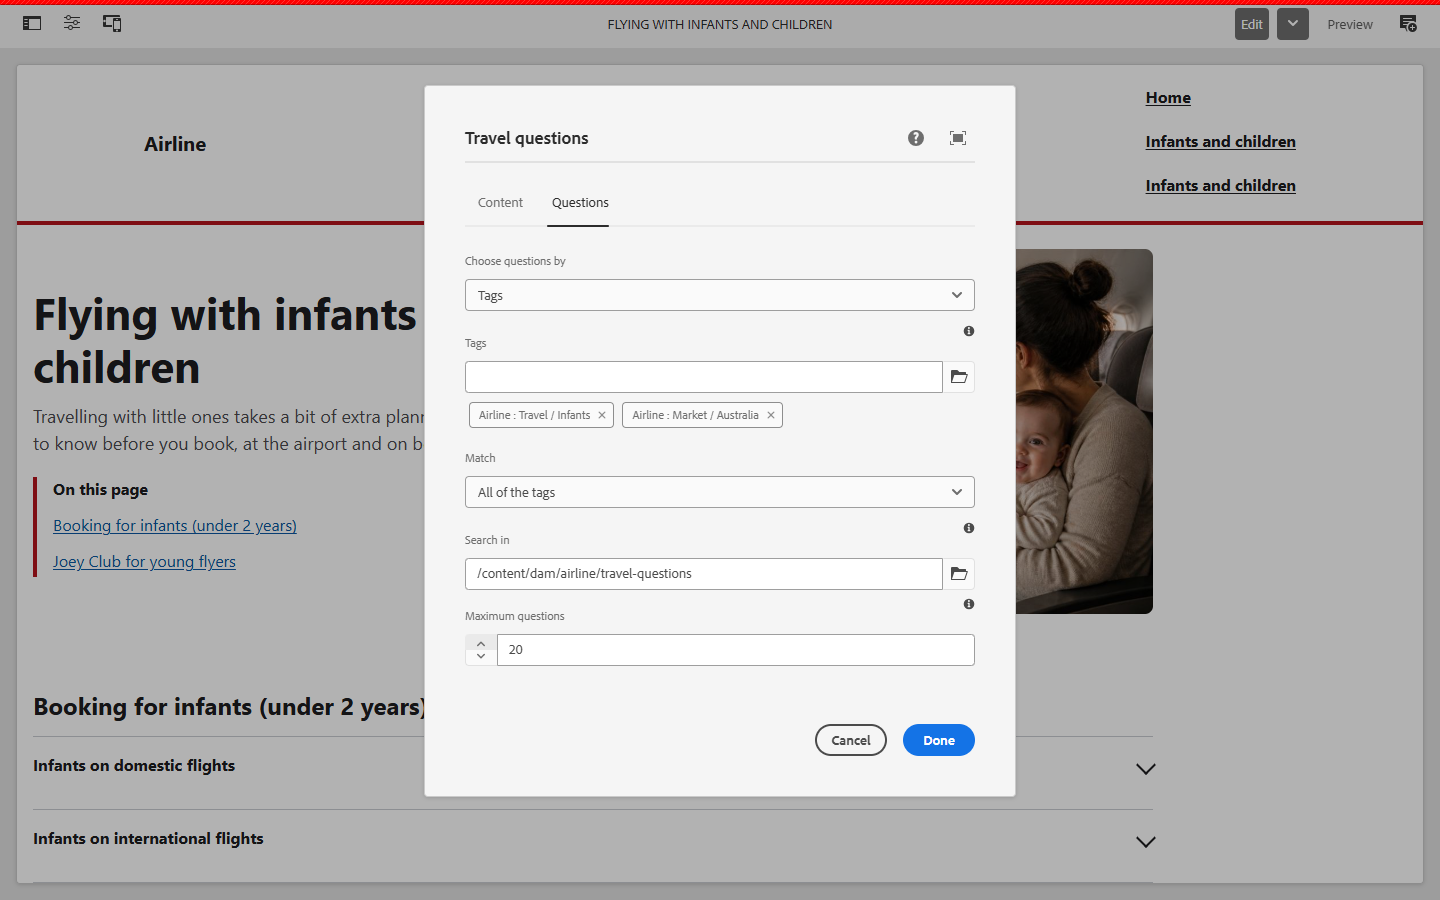 FLYING WITH INFANTS AND CHILDREN
Edit
Preview
Airline
Home
Infants and children
Infants and children
Travel questions
Content
Questions
Choose questions by
Tags
Tags
Airline : Travel / Infants
Airline : Market / Australia
Match
All of the tags
Search in
/content/dam/airline/travel-questions
Maximum questions
20
Cancel
Done
Flying with infants
children
Travelling with little ones takes a bit of extra plan
to know before you book, at the airport and on b
On this page
Booking for infants (under 2 years)
Joey Club for young flyers
Booking for infants (under 2 years)
Infants on domestic flights
Infants on international flights